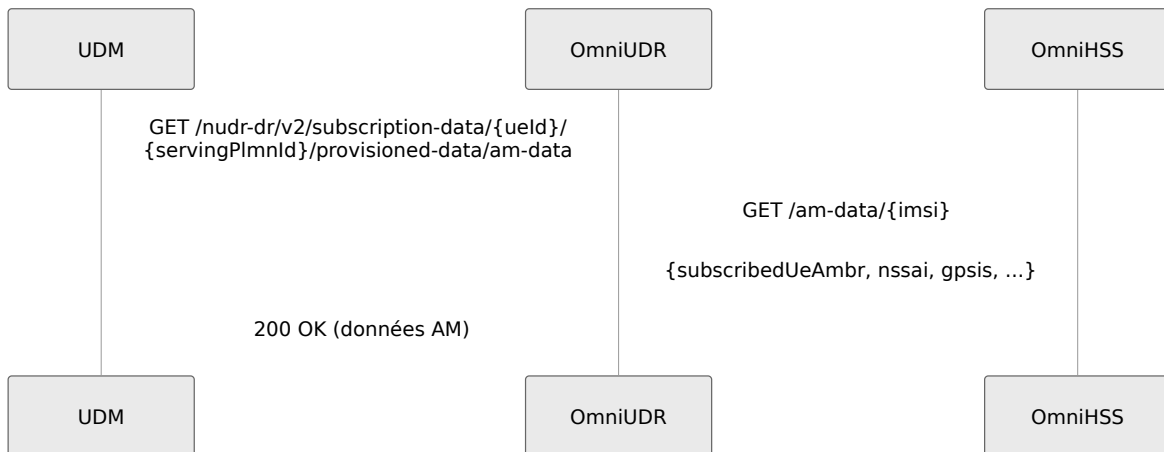 UDM
OmniUDR
OmniHSS
GET /nudr-dr/v2/subscription-data/{ueId}/
{servingPlmnId}/provisioned-data/am-data
GET /am-data/{imsi}
{subscribedUeAmbr, nssai, gpsis, ...}
200 OK (données AM)
UDM
OmniUDR
OmniHSS